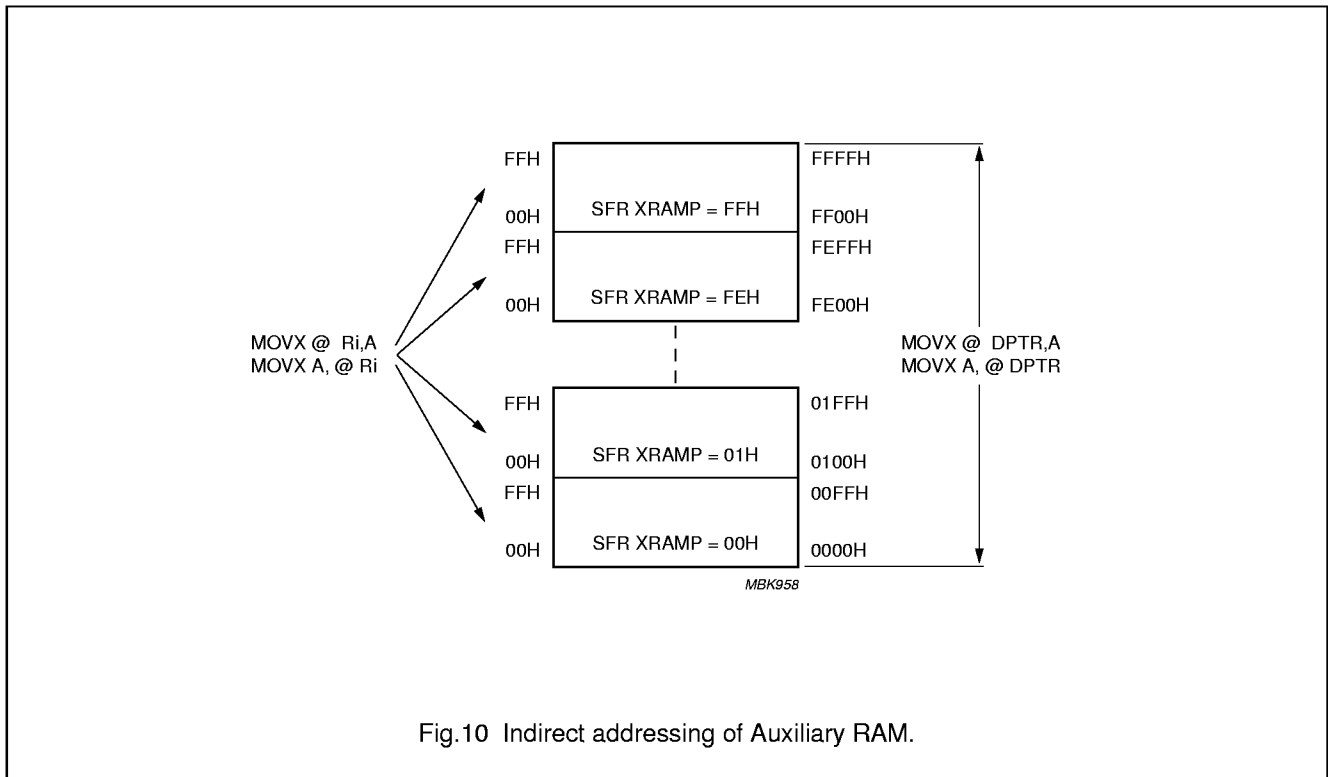 FFH
FFFFH
SFR XRAMP = FFH
00H
FF00H
FFH
FEFFH
SFR XRAMP = FEH
00H
FE00H
MOVX @ Ri,A
MOVX A, @ Ri
MOVX @ DPTR,A
MOVX A, @ DPTR
FFH
01FFH
SFR XRAMP = 01H
00H
0100H
FFH
00FFH
SFR XRAMP = 00H
00H
0000H
MBK958
Fig.10 Indirect addressing of Auxiliary RAM.